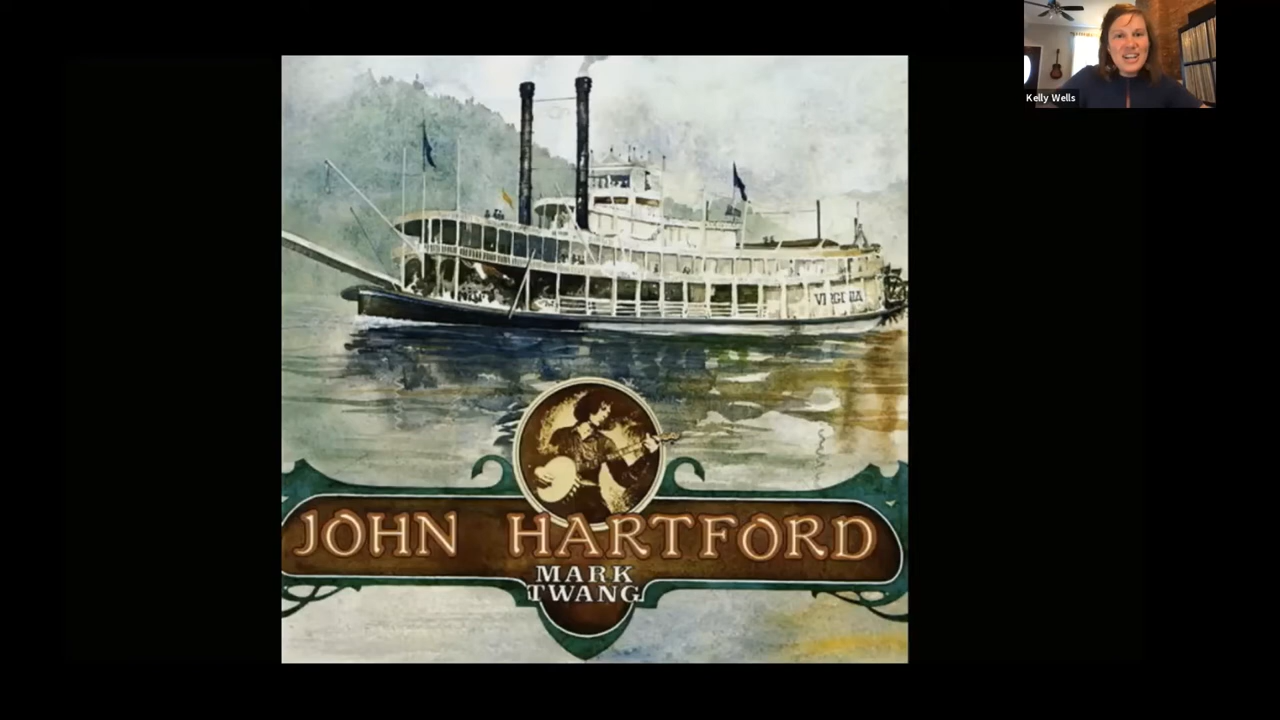 Kelly Wells
VIRGINIA
JOHN HARTFORD
MARK
TWANG